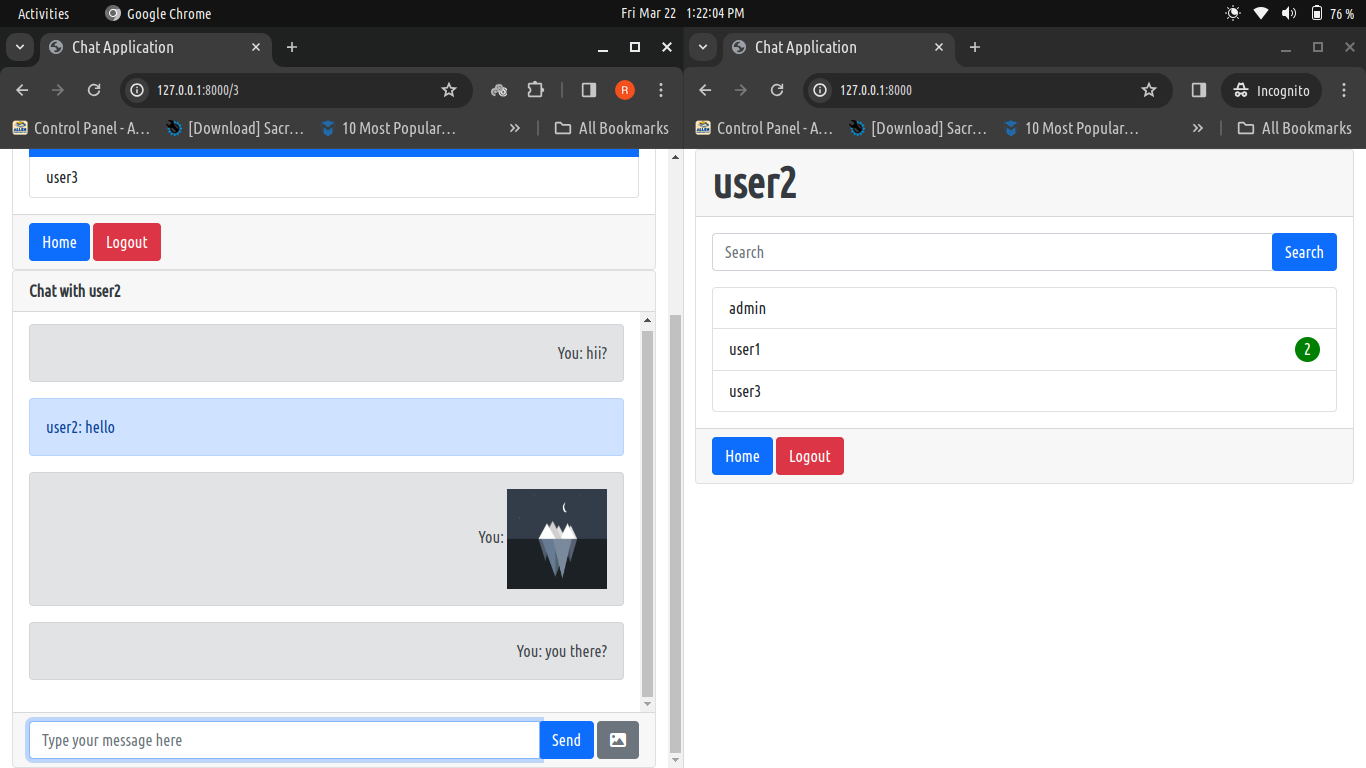 Activities Google Chrome Fri Mar 22 1:22:04 PM 76 %
Chat Application
127.0.0.1:8000/3 R
Control Panel - A... [Download] Sacr... 10 Most Popular... » All Bookmarks
user3
Home Logout
Chat with user2
You: hii?
user2: hello
You:
You: you there?
Type your message here Send
Chat Application
127.0.0.1:8000 Incognito
Control Panel - A... [Download] Sacr... 10 Most Popular... » All Bookmarks
user2
Search Search
admin
user1 2
user3
Home Logout